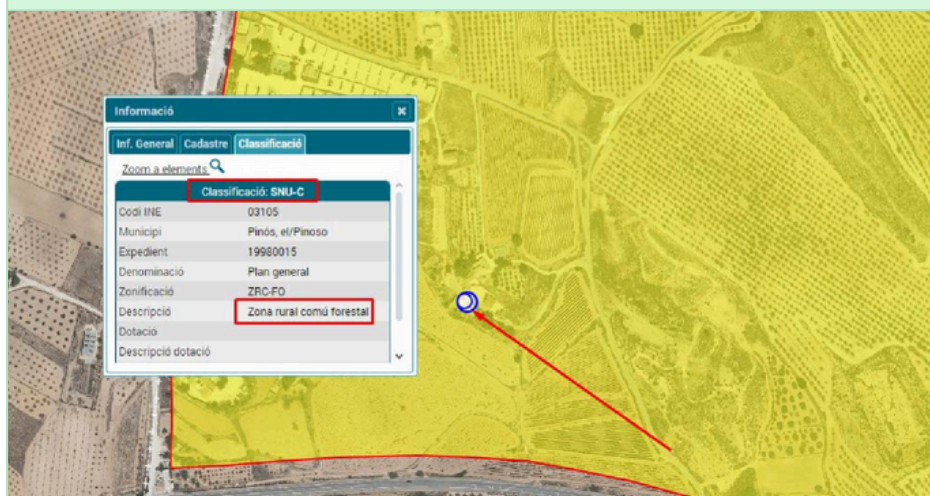 Informació
Inf. General Cadastre Classificació
Zoom a elements
Classificació: SNU-C
Codi INE 03105
Municipi Pinós, el/Pinoso
Expedient 19980015
Denominació Plan general
Zonificació ZRC-FO
Descripció Zona rural comú forestal
Dotació
Descripció dotació